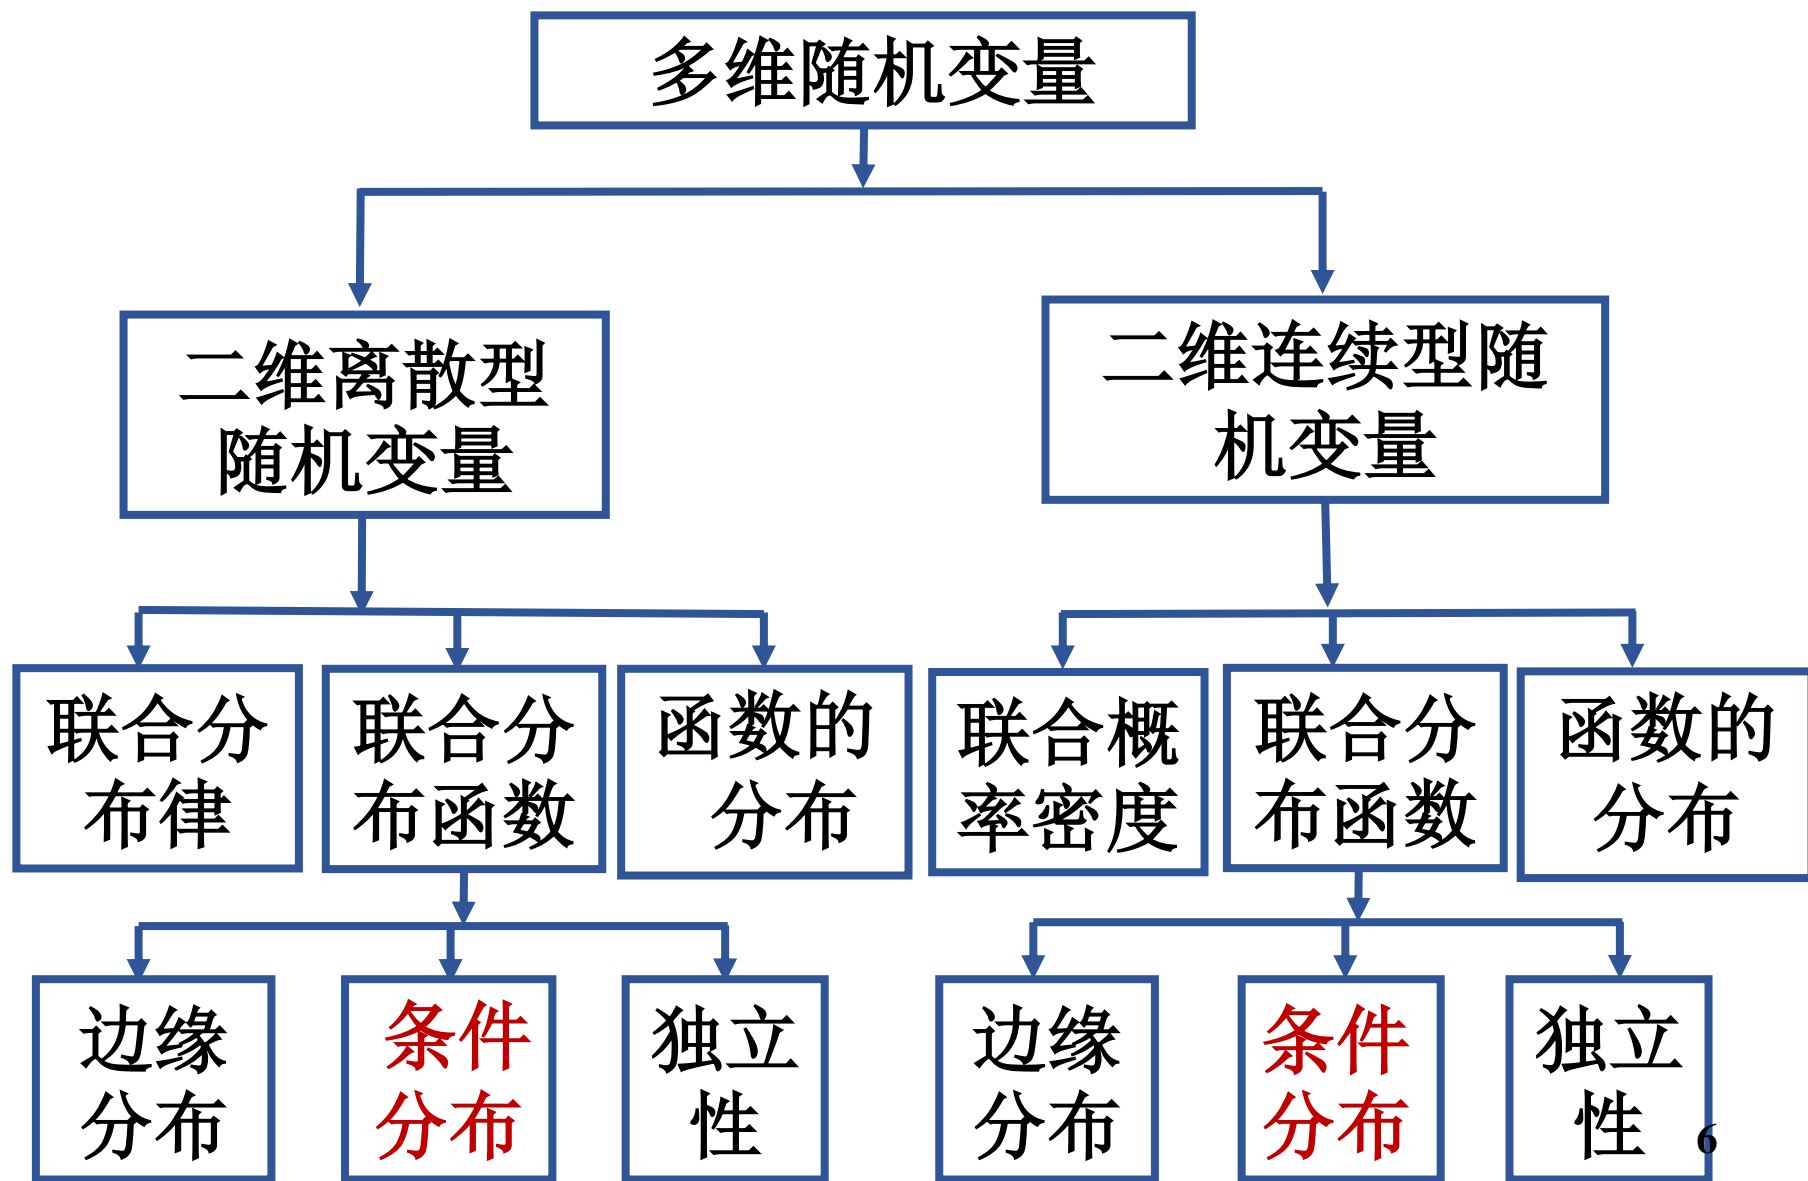 多维随机变量
二维离散型
随机变量
二维连续型随
机变量
联合分
布律
联合分
布函数
函数的
分布
联合概
率密度
联合分
布函数
函数的
分布
边缘
分布
条件
分布
独立
性
边缘
分布
条件
分布
独立
性
6